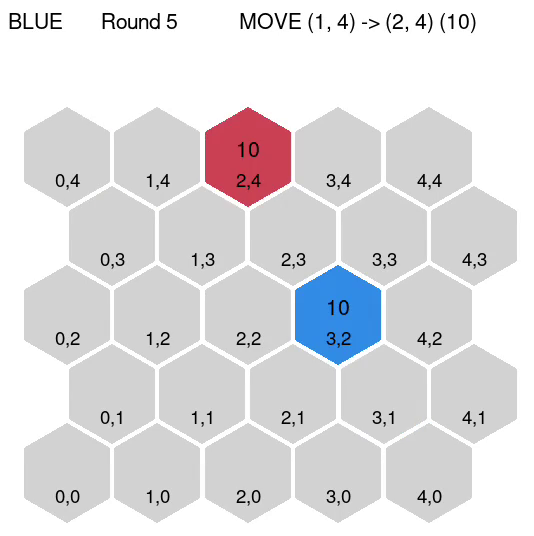 BLUE Round 5 MOVE (1, 4) -> (2, 4) (10)
10
0,4 1,4 2,4 3,4 4,4
0,3 1,3 2,3 3,3 4,3
10
0,2 1,2 2,2 3,2 4,2
0,1 1,1 2,1 3,1 4,1
0,0 1,0 2,0 3,0 4,0